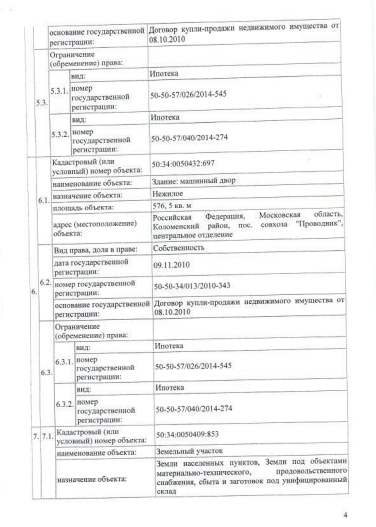 основание государственной регистрации: Договор купли-продажи недвижимого имущества от 08.10.2010
5.3. Ограничение (обременение) права:
5.3.1. вид: Ипотека
номер государственной регистрации: 50-50-57/026/2014-545
5.3.2. вид: Ипотека
номер государственной регистрации: 50-50-57/040/2014-274
6. 6.1. Кадастровый (или условный) номер объекта: 50:34:0050432:697
наименование объекта: Здание: машинный двор
назначение объекта: Нежилое
площадь объекта: 576, 5 кв. м
адрес (местоположение) объекта: Российская Федерация, Московская область, Коломенский район, пос. совхоза "Проводник", центральное отделение
6.2. Вид права, доля в праве: Собственность
дата государственной регистрации: 09.11.2010
номер государственной регистрации: 50-50-34/013/2010-343
основание государственной регистрации: Договор купли-продажи недвижимого имущества от 08.10.2010
6.3. Ограничение (обременение) права:
6.3.1. вид: Ипотека
номер государственной регистрации: 50-50-57/026/2014-545
6.3.2. вид: Ипотека
номер государственной регистрации: 50-50-57/040/2014-274
7. 7.1. Кадастровый (или условный) номер объекта: 50:34:0050409:853
наименование объекта: Земельный участок
назначение объекта: Земли населенных пунктов, Земли под объектами материально-технического, продовольственного снабжения, сбыта и заготовок под унифицированный склад
4